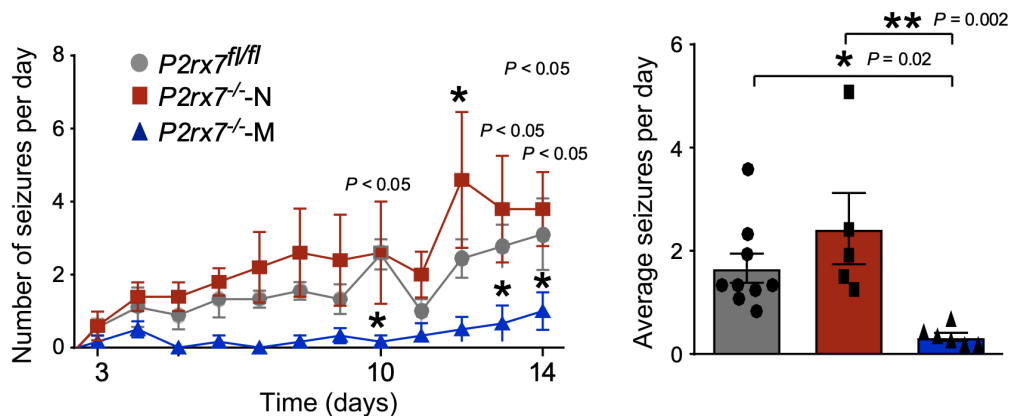 Number of seizures per day
8
6
4
2
0
P2rx7fl/fl
P2rx7-/--N
P2rx7-/--M
P < 0.05
*
P < 0.05
P < 0.05
P < 0.05
*
*
*
3
10
14
Time (days)
Average seizures per day
6
4
2
0
** P = 0.002
* P = 0.02